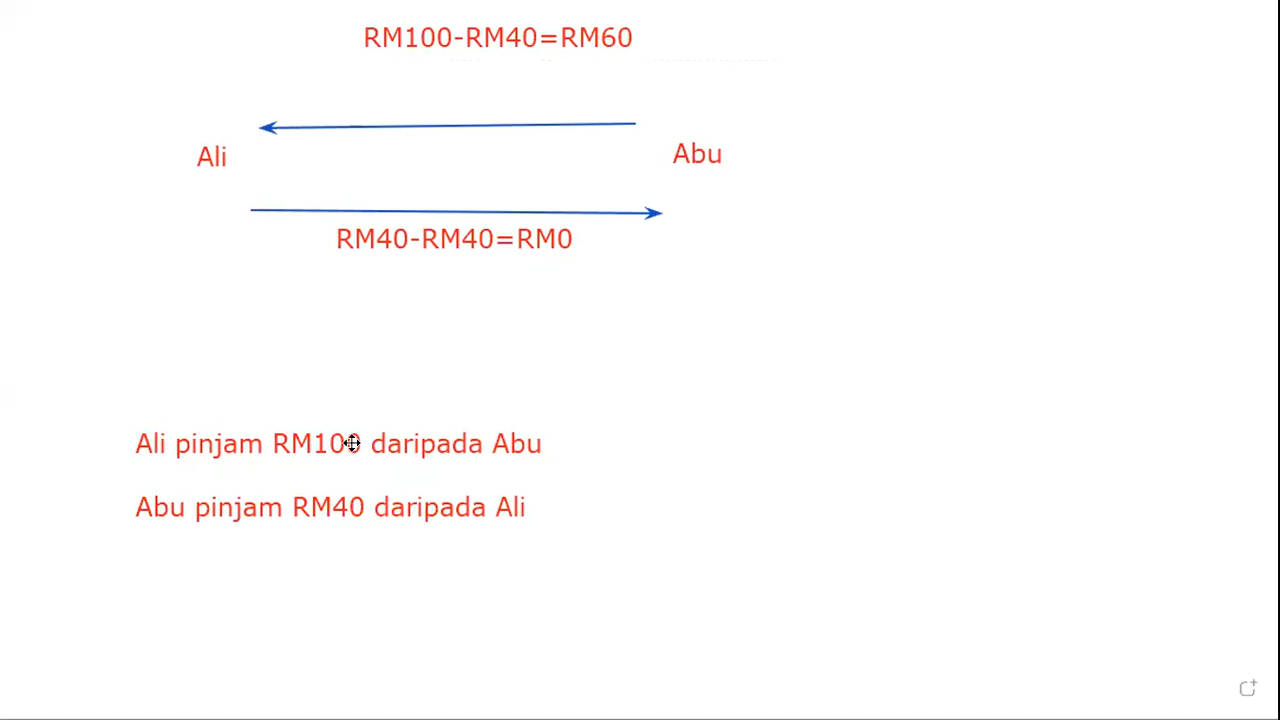 RM100-RM40=RM60
Ali
Abu
RM40-RM40=RM0
Ali pinjam RM100 daripada Abu
Abu pinjam RM40 daripada Ali